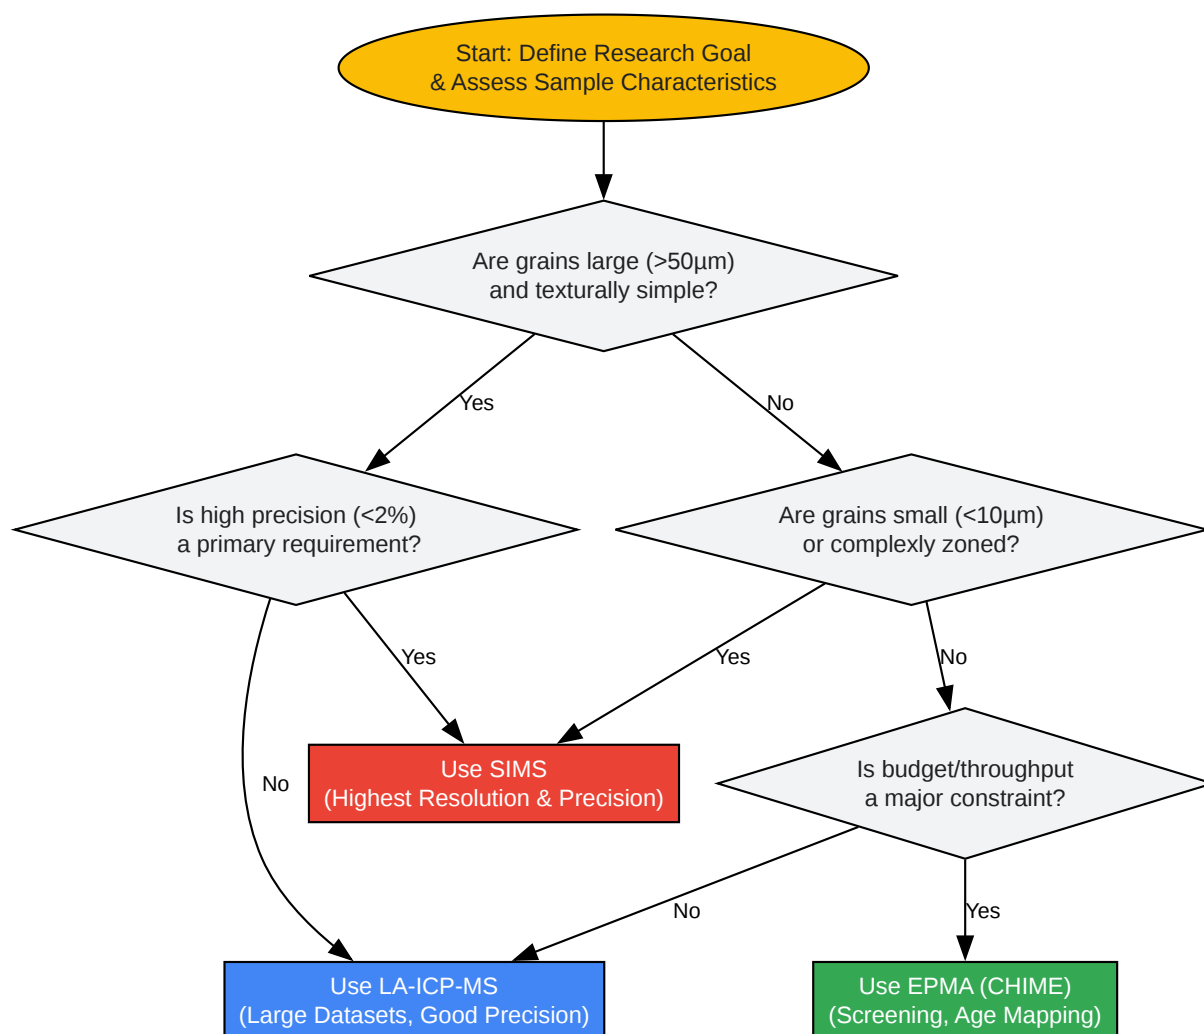 Start: Define Research Goal
& Assess Sample Characteristics
Are grains large (>50µm)
and texturally simple?
Yes
No
Is high precision (<2%)
a primary requirement?
Are grains small (<10µm)
or complexly zoned?
Yes
Yes
No
Use SIMS
(Highest Resolution & Precision)
Is budget/throughput
a major constraint?
No
No
Yes
Use LA-ICP-MS
(Large Datasets, Good Precision)
Use EPMA (CHIME)
(Screening, Age Mapping)